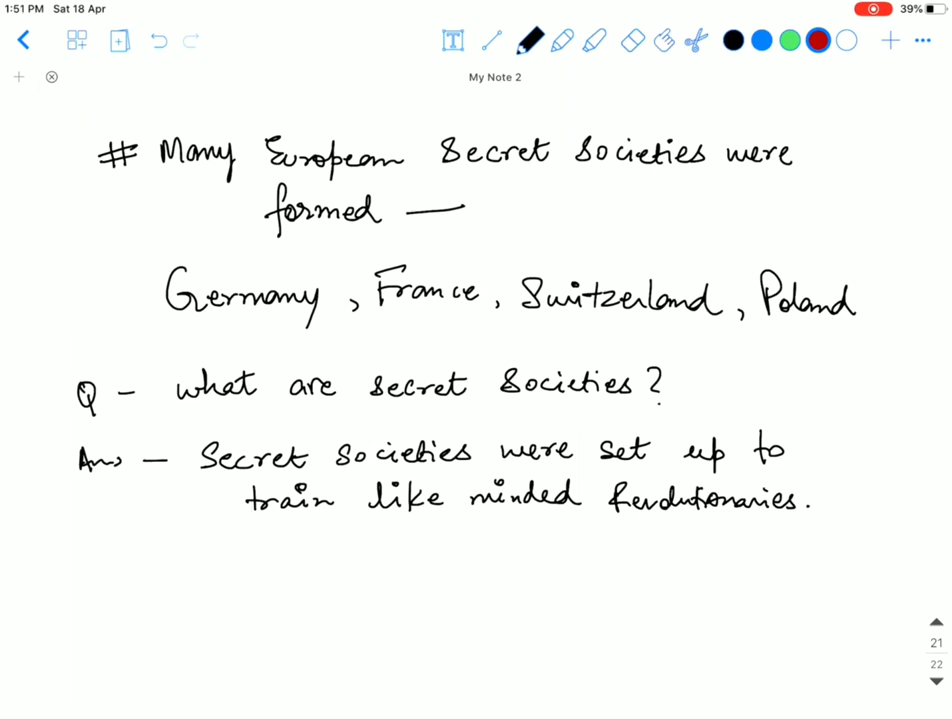 1:51 PM Sat 18 Apr 39%
T
My Note 2
# Many European Secret Societies were
formed —
Germany, France, Switzerland, Poland
Q - what are secret societies?
Ans - Secret societies were set up to
train like minded Revolutionaries.
21
22